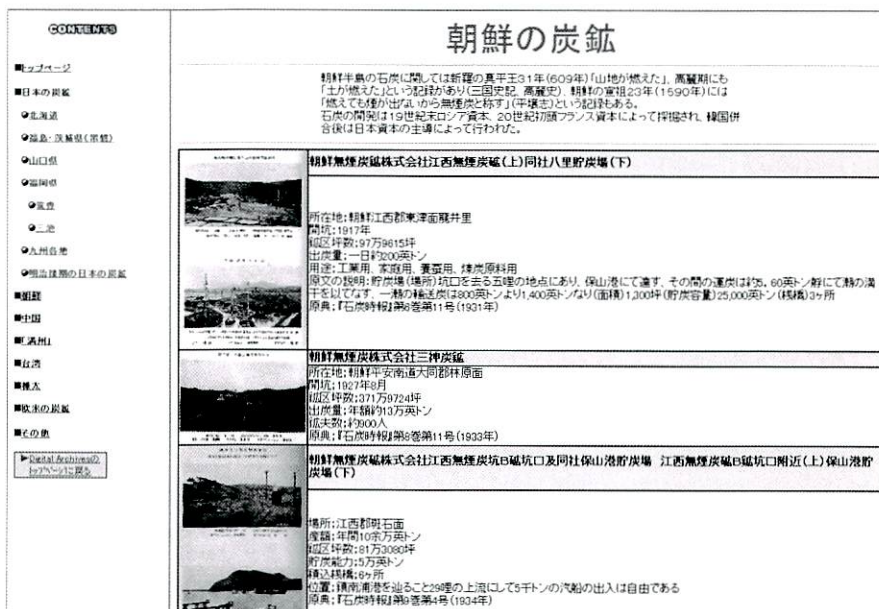 CONTENTS
■トップページ
■日本の炭鉱
北海道
福島・茨城県(常磐)
山口県
福岡県
筑豊
三池
九州各地
明治後期の日本の炭鉱
■朝鮮
■中国
■「満州」
■台湾
■樺太
■欧米の炭鉱
■その他
▶Digital Archivesの
トップページに戻る
朝鮮の炭鉱
朝鮮半島の石炭に関しては新羅の真平王31年(609年)「山地が燃えた」、高麗期にも
「土が燃えた」という記録があり(三国史記、高麗史)、朝鮮の宣祖23年(1590年)には
「燃えても煙が出ないから無煙炭と称す」(平壌志)という記録もある。
石炭の開発は19世紀末ロシア資本、20世紀初頭フランス資本によって採掘され、韓国併
合後は日本資本の主導によって行われた。
朝鮮無煙炭鉱株式会社江西無煙炭砿(上)同社八里貯炭場(下)
所在地;朝鮮江西郡東津面龍井里
開坑;1917年
鉱区坪数;97万9615坪
出炭量;一日約200英トン
用途;工業用、家庭用、養蚕用、煉炭原料用
原文の説明;貯炭場(場所)坑口を去る五哩の地点にあり、保山港にて達す、その間の運炭は約5、60英トン艀にて潮の満
干を以てなす、一潮の輸送炭は800英トンより1,400英トンなり(面積)1,300坪(貯炭容量)25,000英トン(桟橋)3ヶ所
原典;『石炭時報』第6巻第11号(1931年)
朝鮮無煙炭株式会社三神炭鉱
所在地;朝鮮平安南道大同郡林原面
開坑;1927年8月
鉱区坪数;371万9724坪
出炭量;年額約13万英トン
鉱夫数;約900人
原典;『石炭時報』第8巻第11号(1933年)
朝鮮無煙炭砿株式会社江西無煙炭坑B砿坑口及同社保山港貯炭場 江西無煙炭砿B砿坑口附近(上)保山港貯
炭場(下)
場所;江西郡斑石面
産額;年間10余万英トン
鉱区坪数;81万3080坪
貯炭能力;5万英トン
積込桟橋;6ヶ所
位置;鎮南浦港を辿ること29哩の上流にして5千トンの汽船の出入は自由である
原典;『石炭時報』第9巻第4号(1934年)